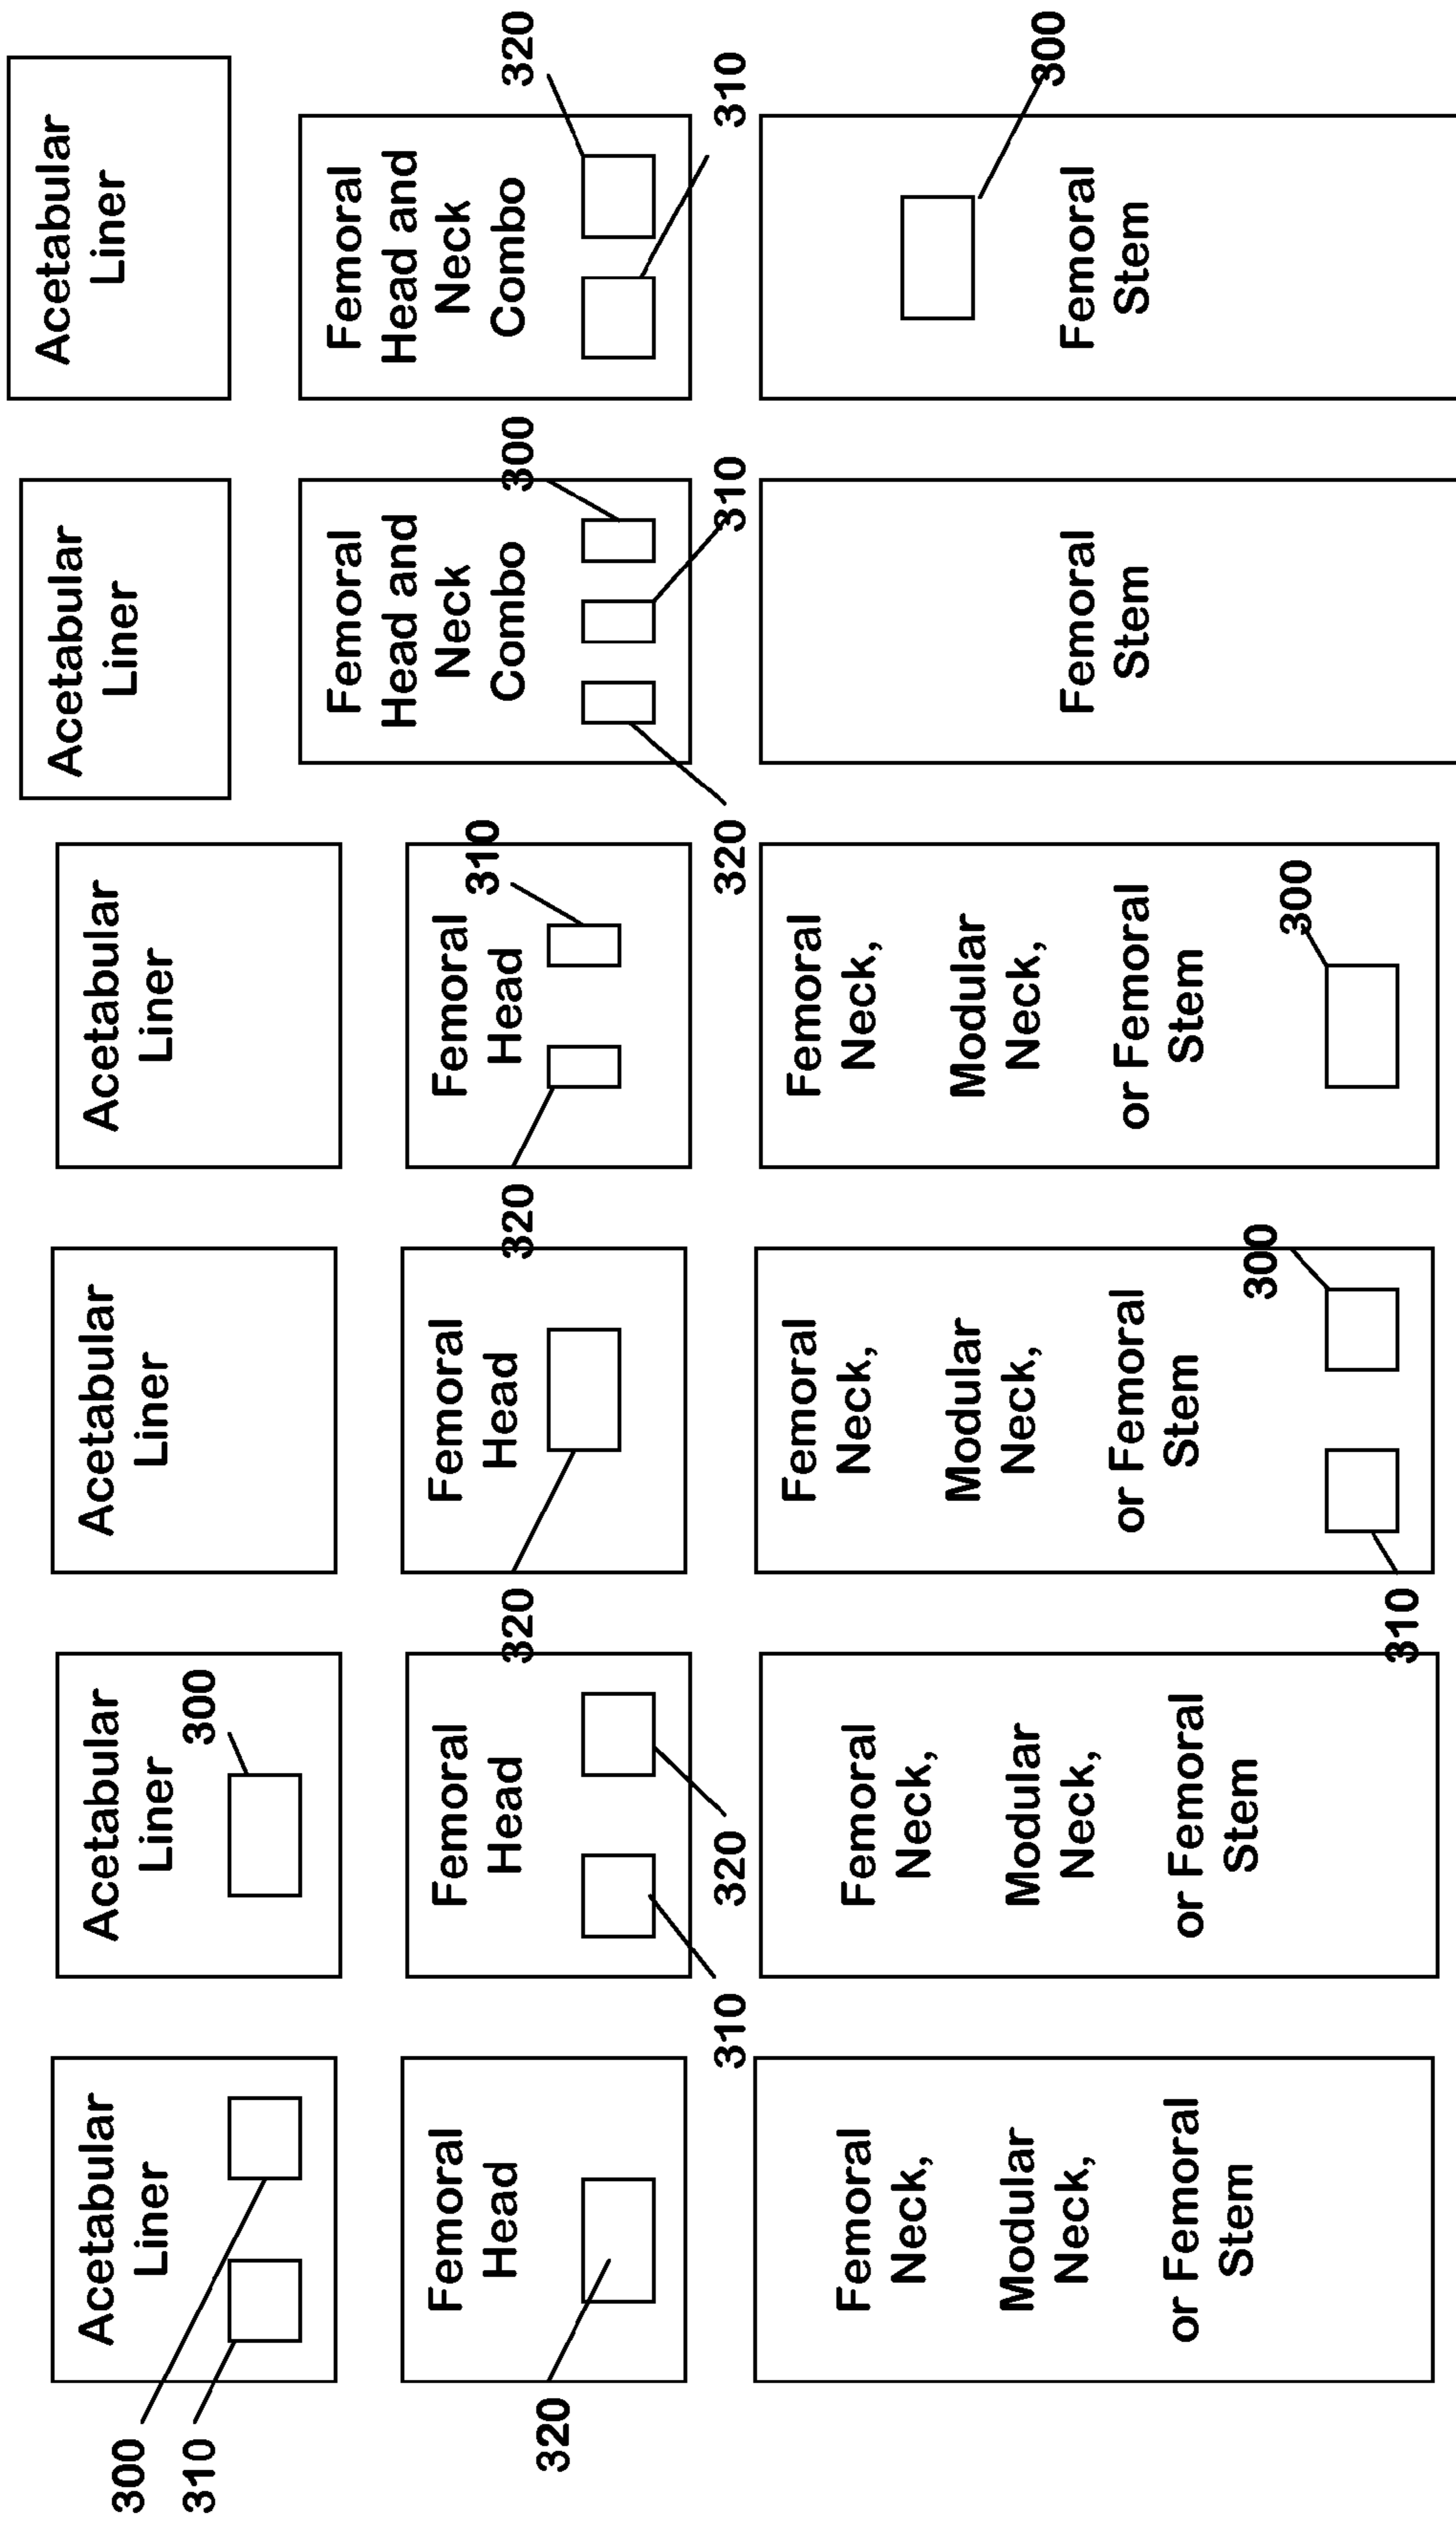 Acetabular
Liner
300
310
Femoral
Head
320
Femoral
Neck,
Modular
Neck,
or Femoral
Stem
Acetabular
Liner
300
Femoral
Head
310
320
Femoral
Neck,
Modular
Neck,
or Femoral
Stem
Acetabular
Liner
Femoral
Head
320
Femoral
Neck,
Modular
Neck,
or Femoral
Stem
300
310
Acetabular
Liner
Femoral
Head
310
320
Femoral
Neck,
Modular
Neck,
or Femoral
Stem
300
Acetabular
Liner
Femoral
Head and
Neck
Combo
300
310
320
Femoral
Stem
Acetabular
Liner
Femoral
Head and
Neck
Combo
320
310
300
Femoral
Stem